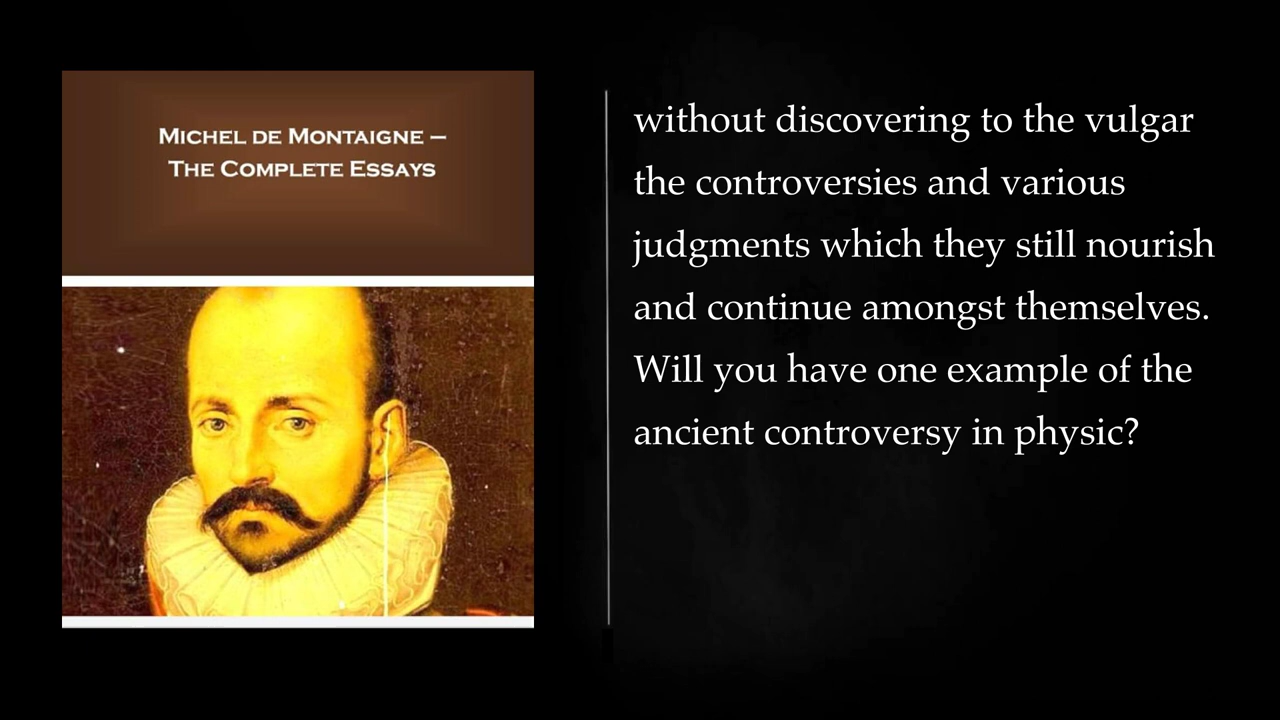 MICHEL DE MONTAIGNE –
THE COMPLETE ESSAYS
without discovering to the vulgar
the controversies and various
judgments which they still nourish
and continue amongst themselves.
Will you have one example of the
ancient controversy in physic?